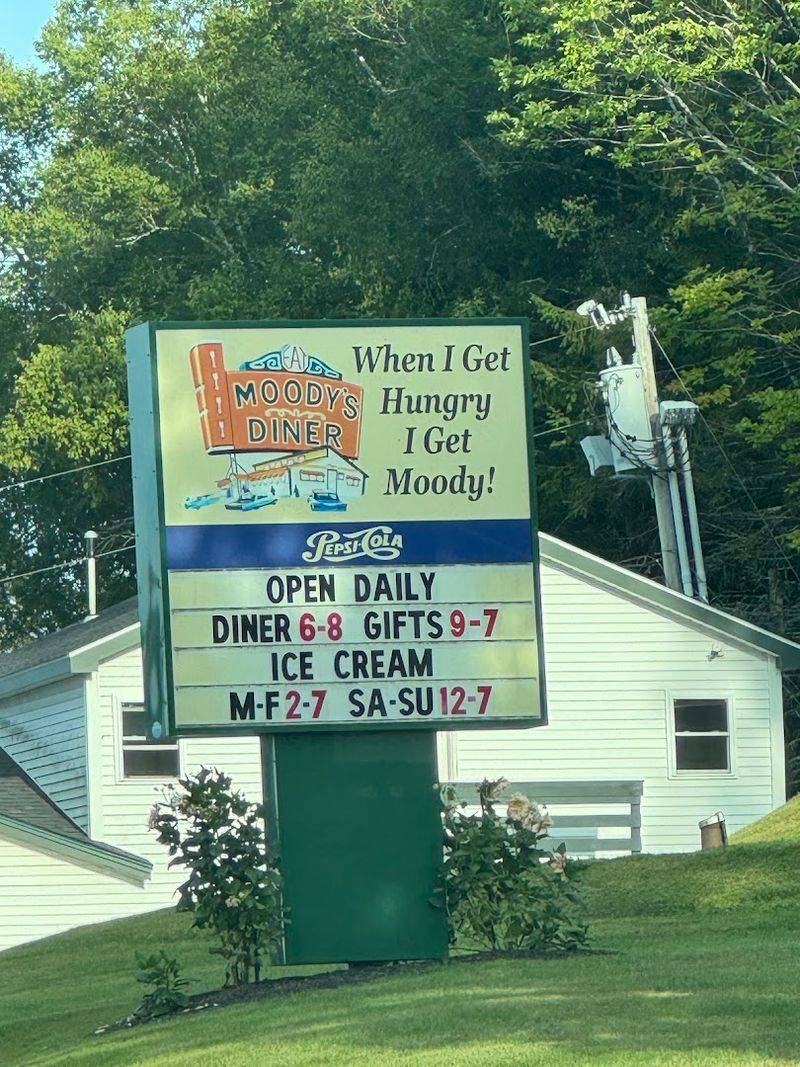 EAT
MOODY'S
DINER
When I Get
Hungry
I Get
Moody!
PEPSI-COLA
OPEN DAILY
DINER 6-8 GIFTS 9-7
ICE CREAM
M-F 2-7 SA-SU 12-7